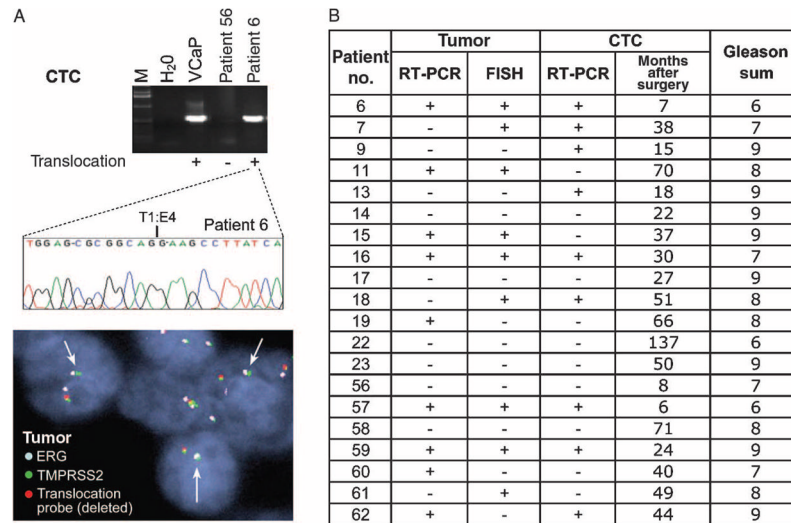 A
CTC
M
H20
VCaP
Patient 56
Patient 6
Translocation + - +
T1:E4
Patient 6
TGGAG-CGCGGCAGG-AAGCCTTATCA
Tumor
ERG
TMPRSS2
Translocation
probe (deleted)
B
Patient no. Tumor CTC Gleason sum
RT-PCR FISH RT-PCR Months after surgery
6 + + + 7 6
7 - + + 38 7
9 - - + 15 9
11 + + - 70 8
13 - - + 18 9
14 - - - 22 9
15 + + - 37 9
16 + + + 30 7
17 - - - 27 9
18 - + + 51 8
19 + - - 66 8
22 - - - 137 6
23 - - - 50 9
56 - - - 8 7
57 + + + 6 6
58 - - - 71 8
59 + + + 24 9
60 + - - 40 7
61 - + - 49 8
62 + - + 44 9